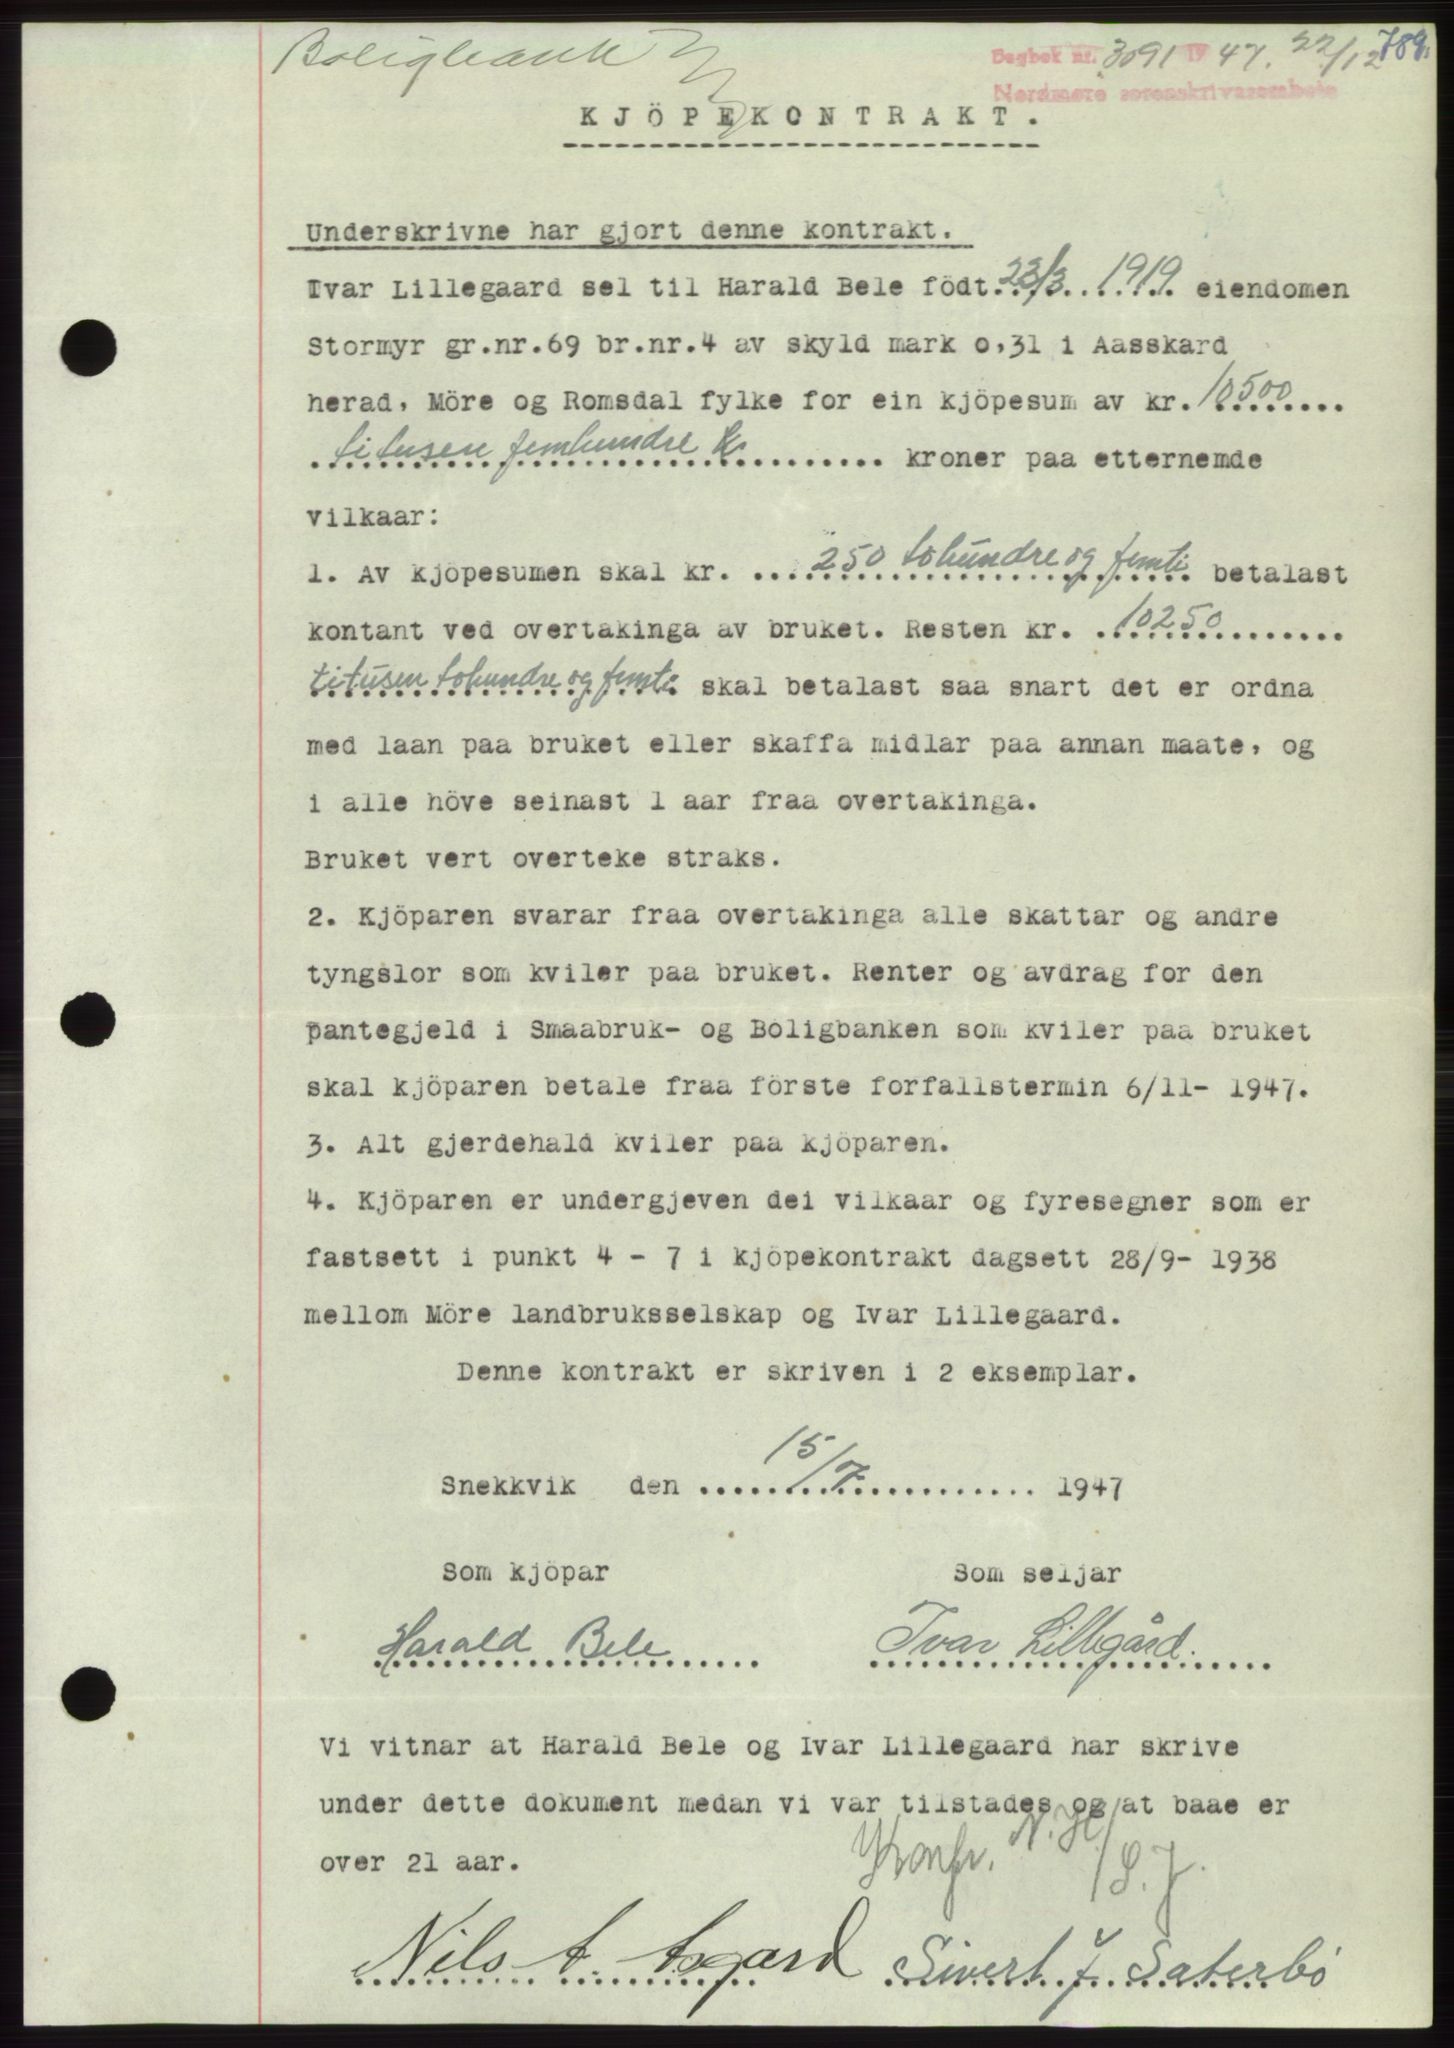 Boligbank
Dagbok nr. 3091 19 47. 22/12 789.
Nordmøre sorenskriverembete
KJÖPEKONTRAKT.
Underskrivne har gjort denne kontrakt.
Ivar Lillegaard sel til Harald Bele födt 23/3 1919 eiendomen
Stormyr gr.nr.69 br.nr.4 av skyld mark 0,31 i Aasskard
herad, Möre og Romsdal fylke for ein kjöpesum av kr. 10500
titusen femhundre kr kroner paa etternemde
vilkaar:
1. Av kjöpesumen skal kr. 250 tohundre og femti betalast
kontant ved overtakinga av bruket. Resten kr. 10250
titusen tohundre og femti skal betalast saa snart det er ordna
med laan paa bruket eller skaffa midlar paa annan maate, og
i alle höve seinast 1 aar fraa overtakinga.
Bruket vert overteke straks.
2. Kjöparen svarar fraa overtakinga alle skattar og andre
tyngslor som kviler paa bruket. Renter og avdrag for den
pantegjeld i Smaabruk- og Boligbanken som kviler paa bruket
skal kjöparen betale fraa förste forfallstermin 6/11- 1947.
3. Alt gjerdehald kviler paa kjöparen.
4. Kjöparen er undergjeven dei vilkaar og fyresegner som er
fastsett i punkt 4 - 7 i kjöpekontrakt dagsett 28/9- 1938
mellom Möre landbruksselskap og Ivar Lillegaard.
Denne kontrakt er skriven i 2 eksemplar.
Snekkvik den 15/7 1947
Som kjöpar Som seljar
Harald Bele Ivar Lillegård.
Vi vitnar at Harald Bele og Ivar Lillegaard har skrive
under dette dokument medan vi var tilstades og at baae er
over 21 aar.
Nils A. Asgard Sivert J. Saterbö